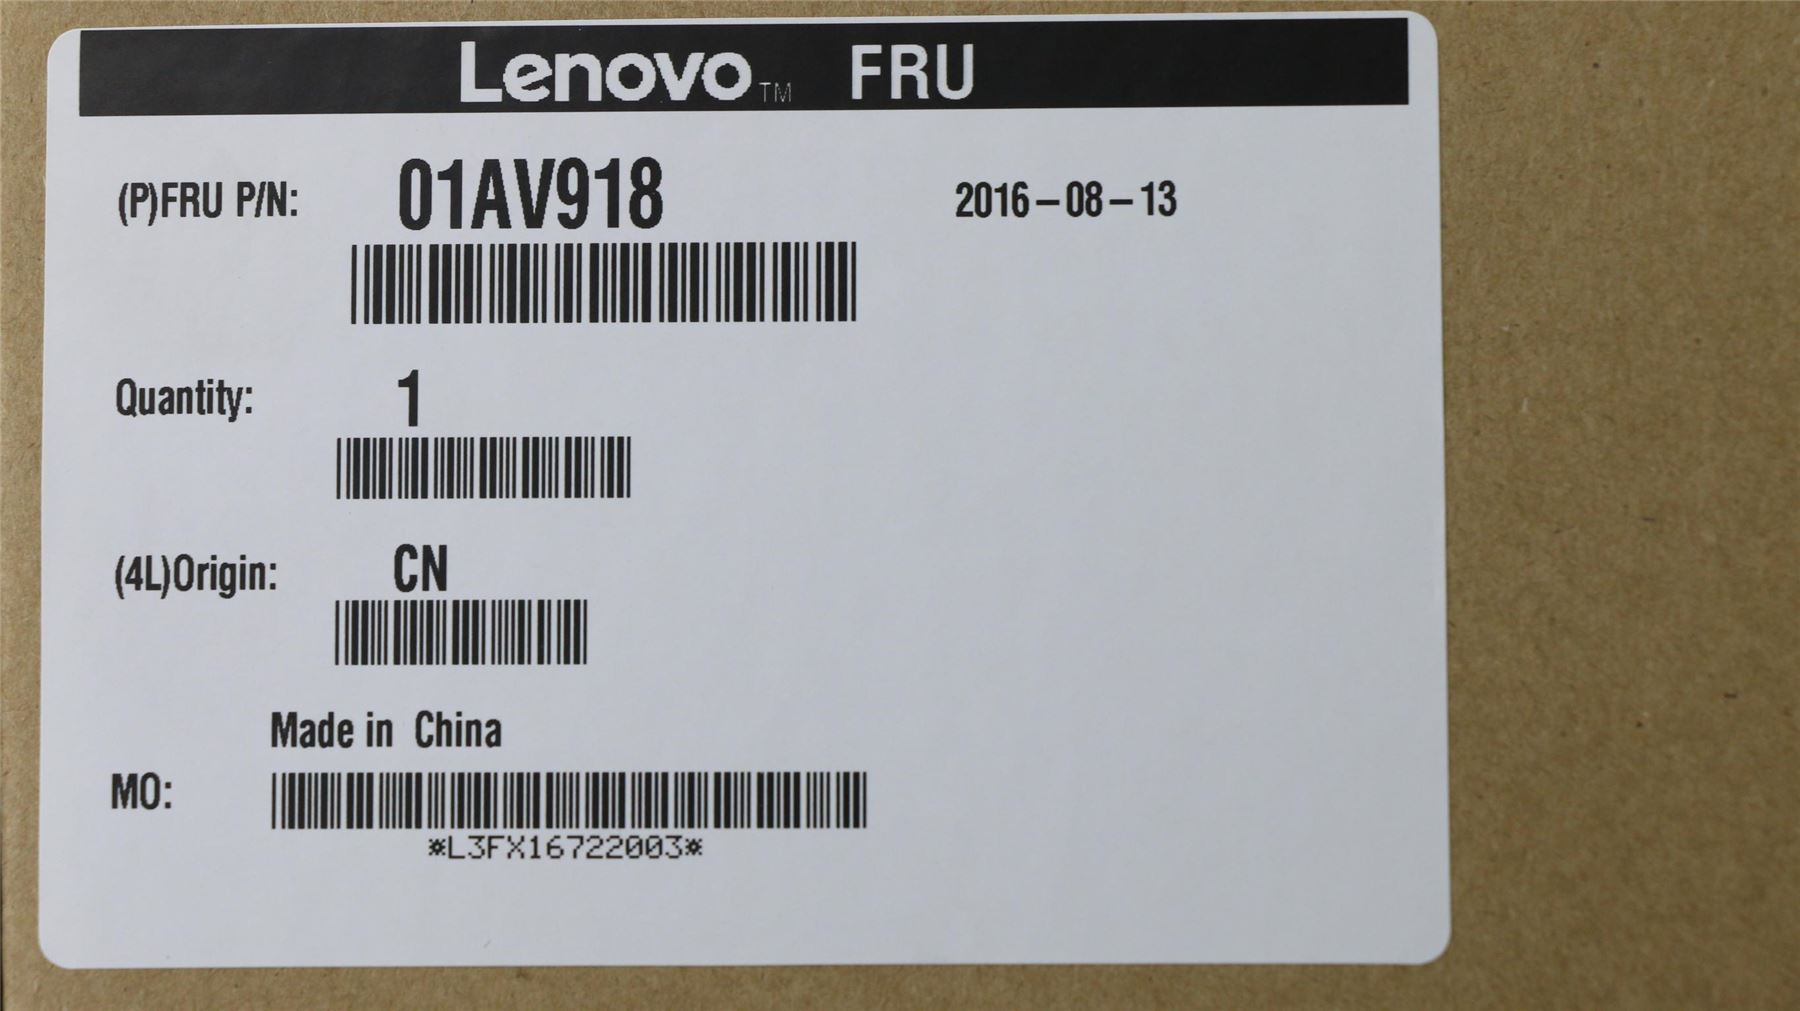 Lenovo™ FRU
(P)FRU P/N: 01AV918 2016-08-13
Quantity: 1
(4L)Origin: CN
Made in China
MO:
*L3FX16722003*